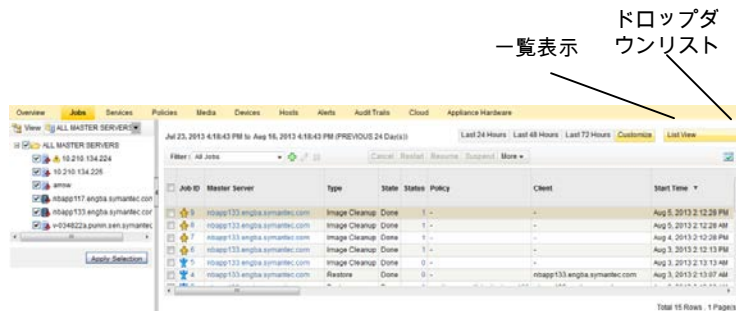 ドロップダ
ウンリスト
一覧表示
Overview Jobs Services Policies Media Devices Hosts Alerts Audit Trails Cloud Appliance Hardware
View ALL MASTER SERVERS
Jul 23, 2013 4:18:43 PM to Aug 16, 2013 4:18:43 PM (PREVIOUS 24 Day(s))
Last 24 Hours Last 48 Hours Last 72 Hours Customize List View
ALL MASTER SERVERS
10.210.134.224
10.210.134.226
arrow
nbapp117.engba.symantec.con
nbapp133.engba.symantec.cor
v-034822a.punin.sen.symantec
Apply Selection
Filter : All Jobs Cancel Restart Resume Suspend More
Job ID Master Server Type State Status Policy Client Start Time
9 nbapp133.engba.symantec.com Image Cleanup Done 1 - - Aug 5, 2013 2:12:28 PM
8 nbapp133.engba.symantec.com Image Cleanup Done 1 - - Aug 5, 2013 2:12:28 AM
7 nbapp133.engba.symantec.com Image Cleanup Done 1 - - Aug 4, 2013 2:12:28 PM
6 nbapp133.engba.symantec.com Image Cleanup Done 1 - - Aug 3, 2013 2:12:13 PM
5 nbapp133.engba.symantec.com Image Cleanup Done 0 - - Aug 3, 2013 2:13:13 AM
4 nbapp133.engba.symantec.com Restore Done 0 - nbapp133.engba.symantec.com Aug 3, 2013 2:13:07 AM
Total 15 Rows . 1 Page(s